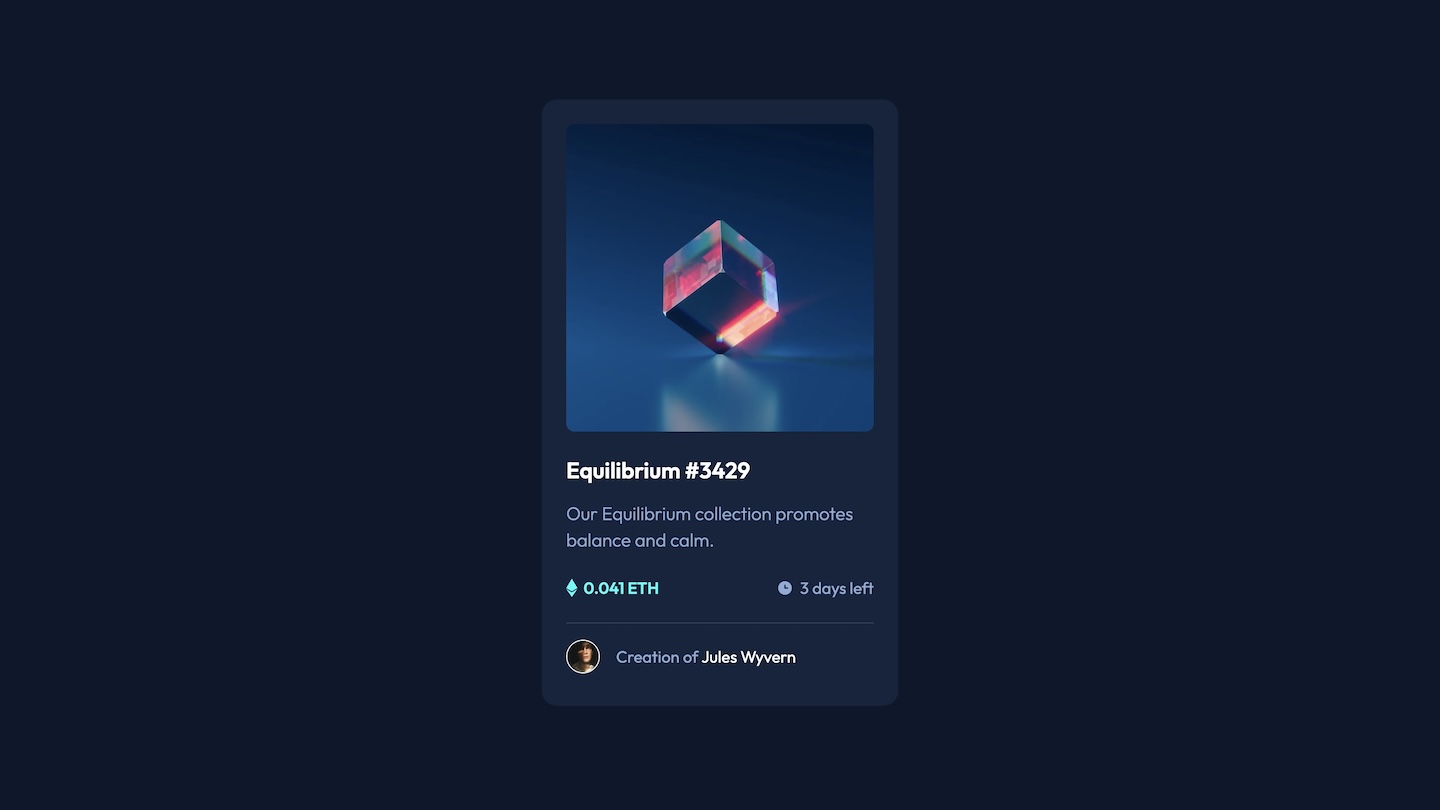 Equilibrium #3429
Our Equilibrium collection promotes
balance and calm.
0.041 ETH
3 days left
Creation of Jules Wyvern